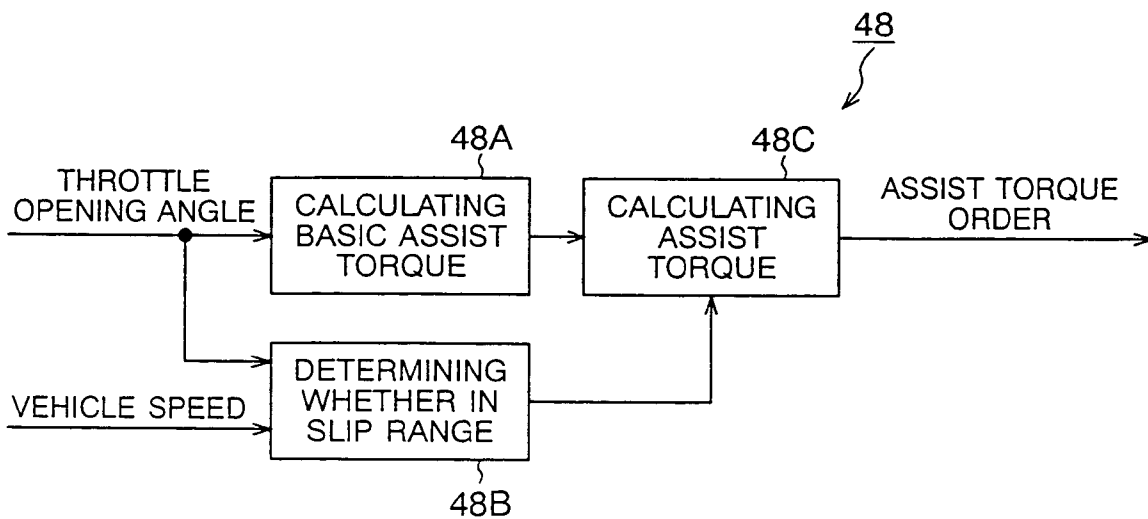 48
48A
48C
THROTTLE
OPENING ANGLE
CALCULATING
BASIC ASSIST
TORQUE
CALCULATING
ASSIST
TORQUE
ASSIST TORQUE
ORDER
VEHICLE SPEED
DETERMINING
WHETHER IN
SLIP RANGE
48B